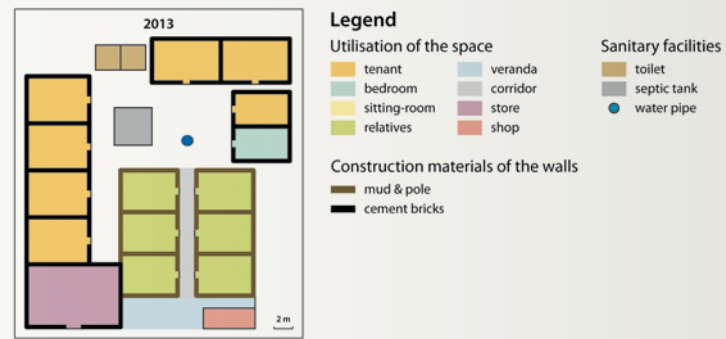 2013
2 m
Legend
Utilisation of the space
tenant
bedroom
sitting-room
relatives
veranda
corridor
store
shop
Sanitary facilities
toilet
septic tank
water pipe
Construction materials of the walls
mud & pole
cement bricks